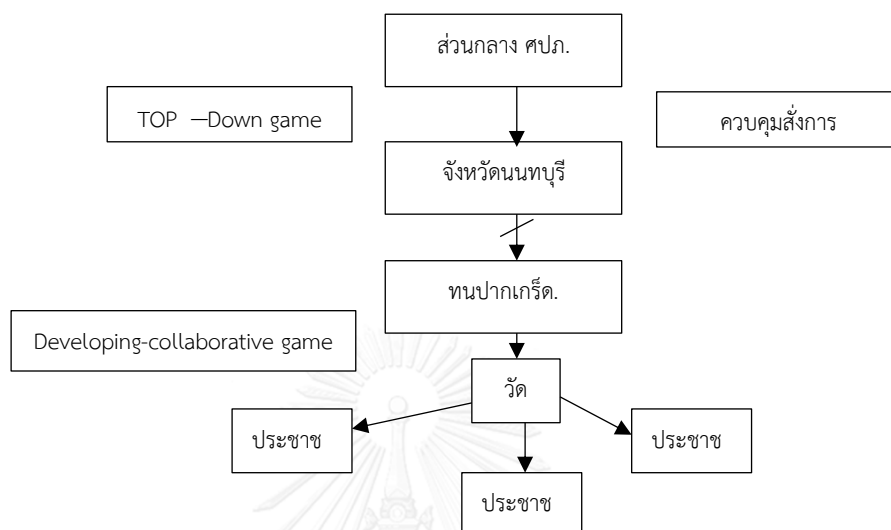 ส่วนกลาง ศปภ.
TOP —Down game
ควบคุมสั่งการ
จังหวัดนนทบุรี
ทนปากเกร็ด.
Developing-collaborative game
วัด
ประชาช
ประชาช
ประชาช